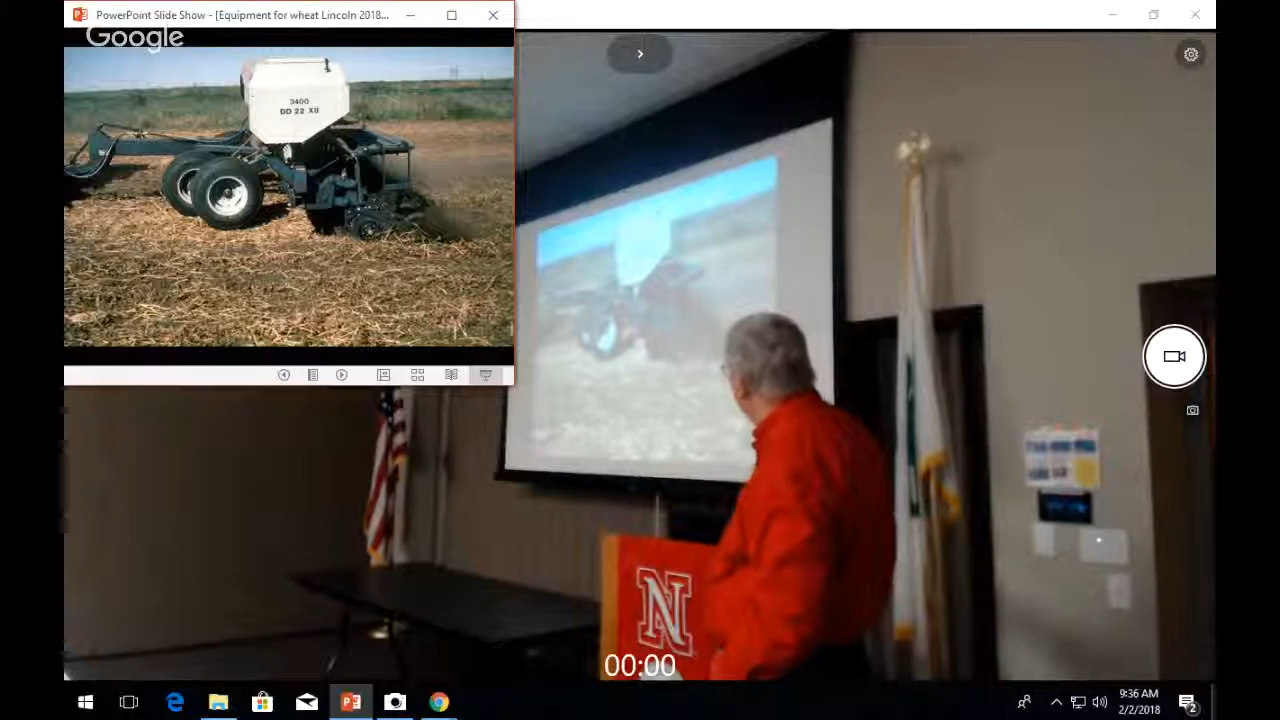 PowerPoint Slide Show - [Equipment for wheat Lincoln 2018...
Google
3400
DD 22 XU
N
00:00
9:36 AM
2/2/2018
2